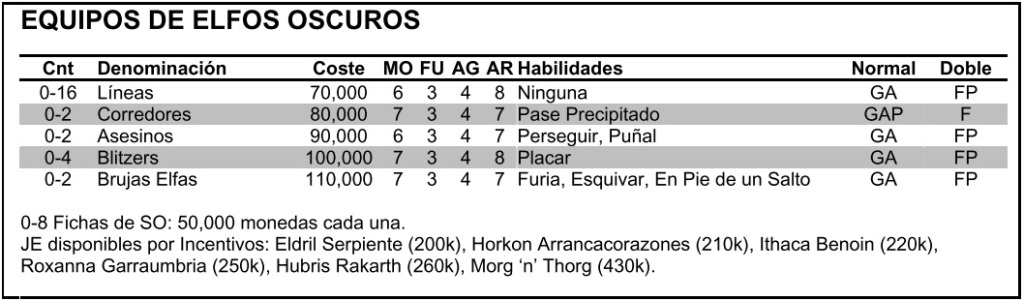 EQUIPOS DE ELFOS OSCUROS
Cnt Denominación Coste MO FU AG AR Habilidades Normal Doble
0-16 Líneas 70,000 6 3 4 8 Ninguna GA FP
0-2 Corredores 80,000 7 3 4 7 Pase Precipitado GAP F
0-2 Asesinos 90,000 6 3 4 7 Perseguir, Puñal GA FP
0-4 Blitzers 100,000 7 3 4 8 Placar GA FP
0-2 Brujas Elfas 110,000 7 3 4 7 Furia, Esquivar, En Pie de un Salto GA FP
0-8 Fichas de SO: 50,000 monedas cada una.
JE disponibles por Incentivos: Eldril Serpiente (200k), Horkon Arrancacorazones (210k), Ithaca Benoin (220k),
Roxanna Garraumbria (250k), Hubris Rakarth (260k), Morg ‘n’ Thorg (430k).